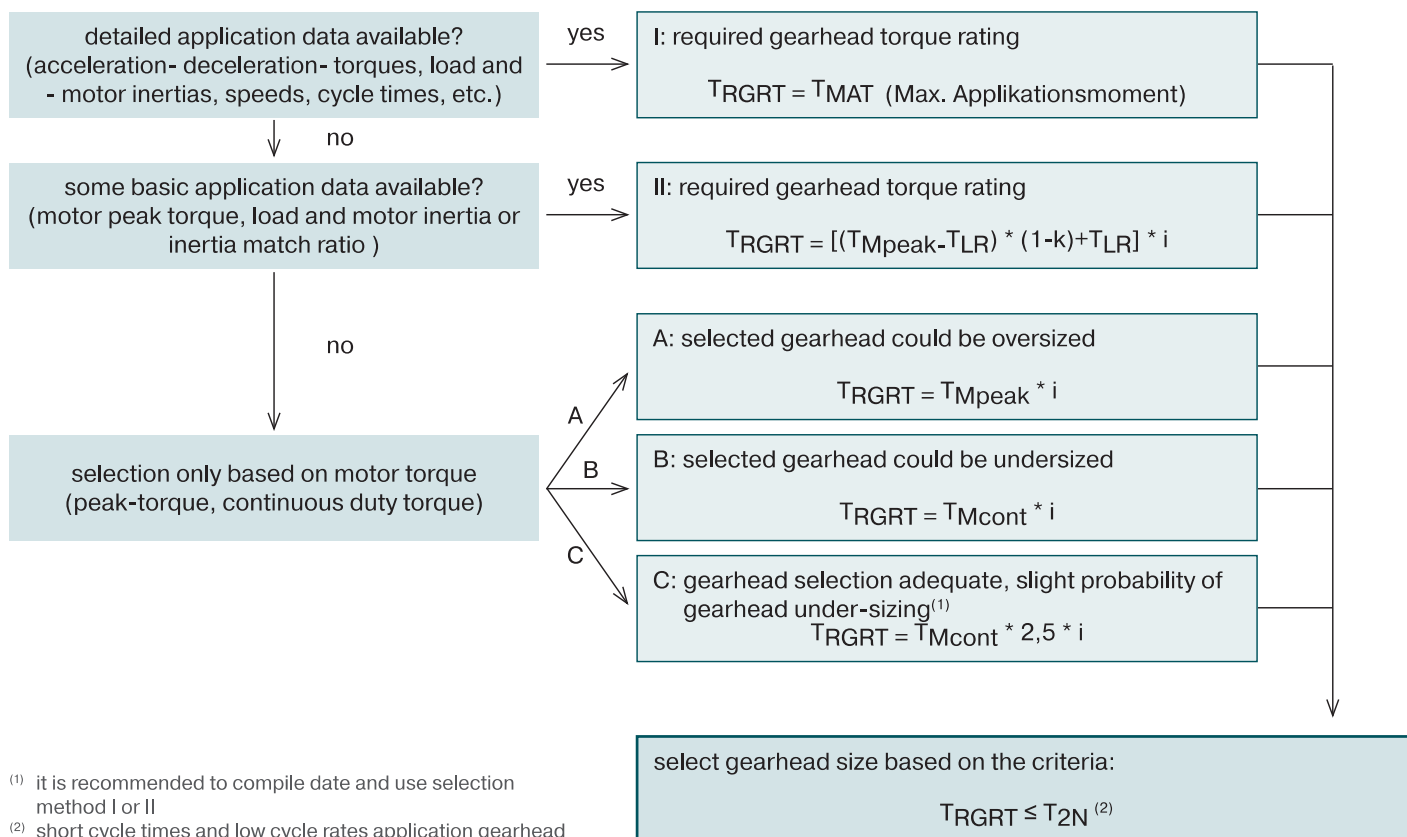 detailed application data available?
(acceleration- deceleration- torques, load and
- motor inertias, speeds, cycle times, etc.)
yes
I: required gearhead torque rating
TRGRT = TMAT (Max. Applikationsmoment)
no
some basic application data available?
(motor peak torque, load and motor inertia or
inertia match ratio )
yes
II: required gearhead torque rating
TRGRT = [(TMpeak-TLR) * (1-k)+TLR] * i
no
selection only based on motor torque
(peak-torque, continuous duty torque)
A
A: selected gearhead could be oversized
TRGRT = TMpeak * i
B
B: selected gearhead could be undersized
TRGRT = TMcont * i
C
C: gearhead selection adequate, slight probability of
gearhead under-sizing(1)
TRGRT = TMcont * 2,5 * i
select gearhead size based on the criteria:
TRGRT ≤ T2N (2)
(1) it is recommended to compile date and use selection
method I or II
(2) short cycle times and low cycle rates application gearhead